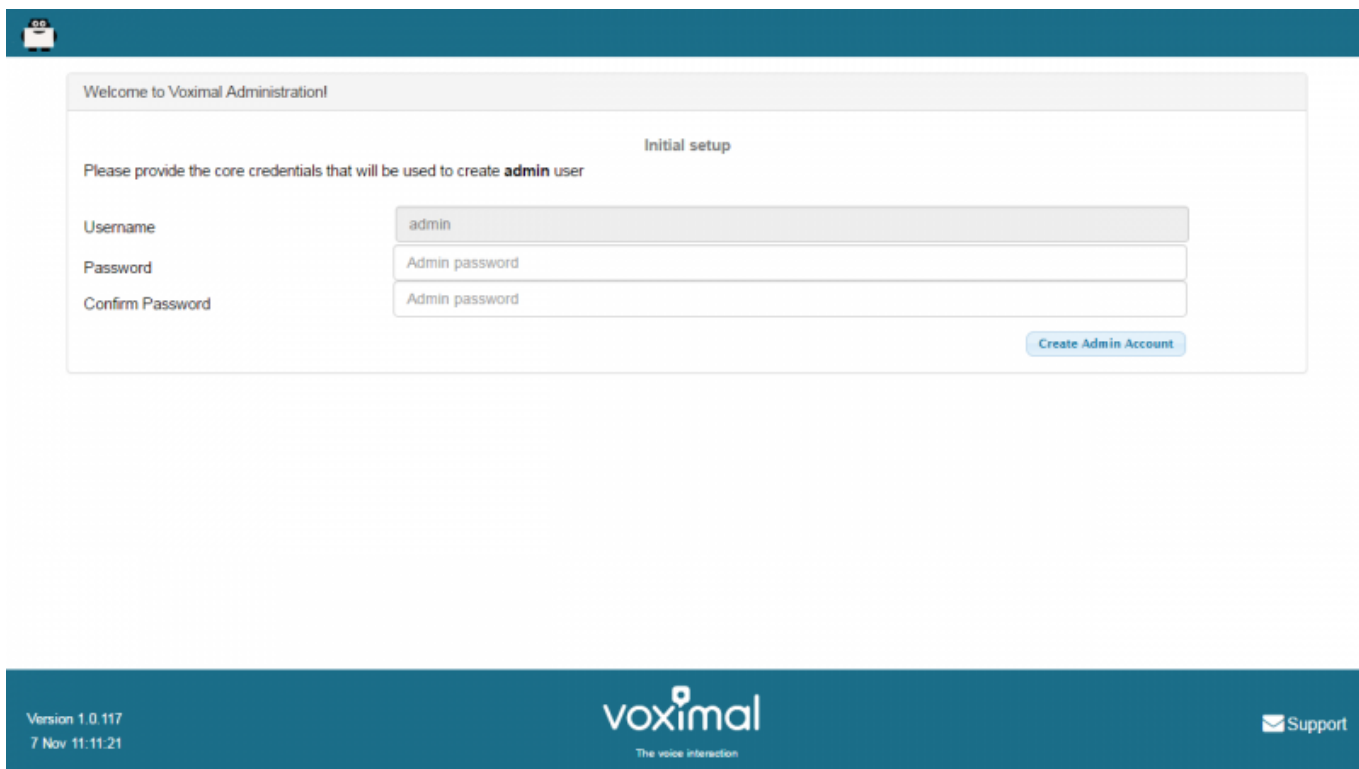 Welcome to Voximal Administration!
Initial setup
Please provide the core credentials that will be used to create admin user
Username
admin
Password
Admin password
Confirm Password
Admin password
Create Admin Account
Version 1.0.117
7 Nov 11:11:21
voximal
The voice interaction
Support